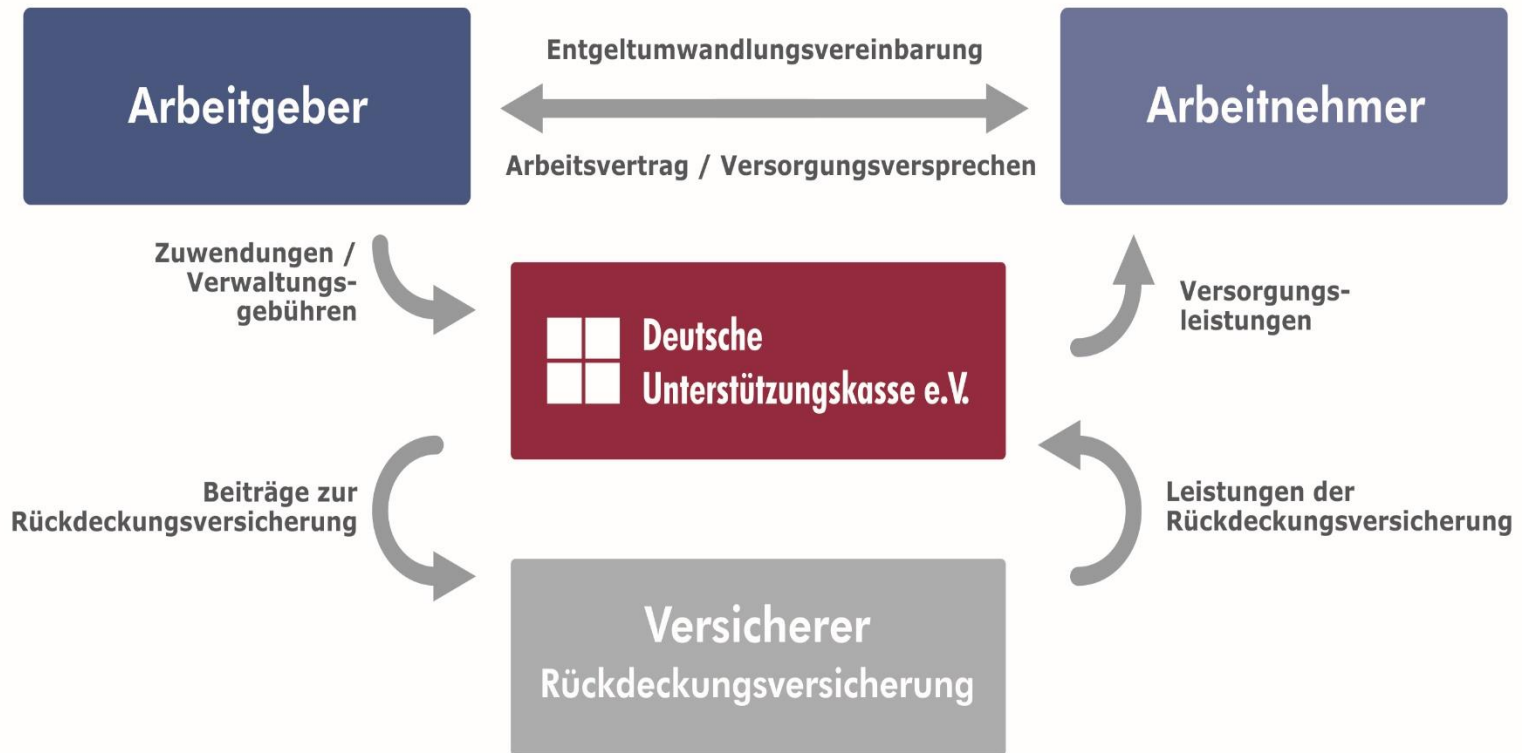 Arbeitgeber
Entgeltumwandlungsvereinbarung
Arbeitsvertrag / Versorgungsversprechen
Arbeitnehmer
Zuwendungen /
Verwaltungs-
gebühren
Deutsche
Unterstützungskasse e.V.
Versorgungs-
leistungen
Beiträge zur
Rückdeckungsversicherung
Leistungen der
Rückdeckungsversicherung
Versicherer
Rückdeckungsversicherung